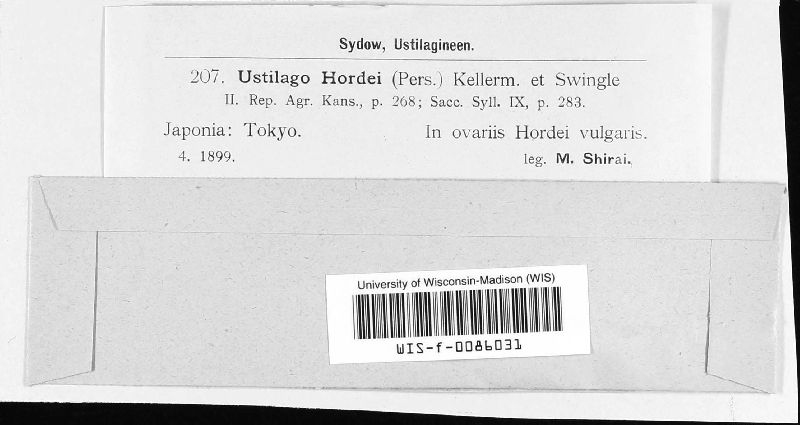 Sydow, Ustilagineen.
207. Ustilago Hordei (Pers.) Kellerm. et Swingle
II. Rep. Agr. Kans., p. 268; Sacc. Syll. IX, p. 283.
Japonia: Tokyo. In ovariis Hordei vulgaris.
4. 1899. leg. M. Shirai.
University of Wisconsin-Madison (WIS)
WIS-f-0086031